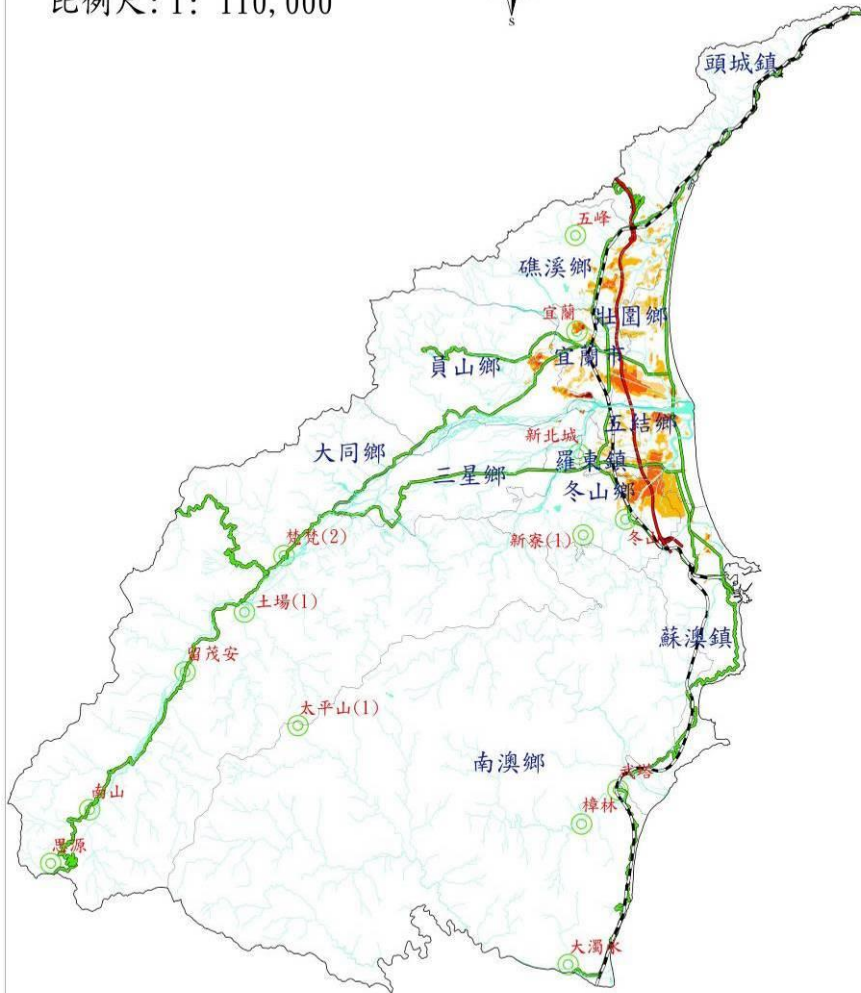 比例尺:1: 110,000
S
頭城鎮
五峰
礁溪鄉
宜蘭
壯圍鄉
宜蘭市
員山鄉
五結鄉
新北城
大同鄉
羅東鎮
三星鄉
冬山鄉
梵梵(2)
新寮(1)
冬山
土場(1)
蘇澳鎮
留茂安
太平山(1)
南澳鄉
武塔
南山
樟林
思源
大濁水